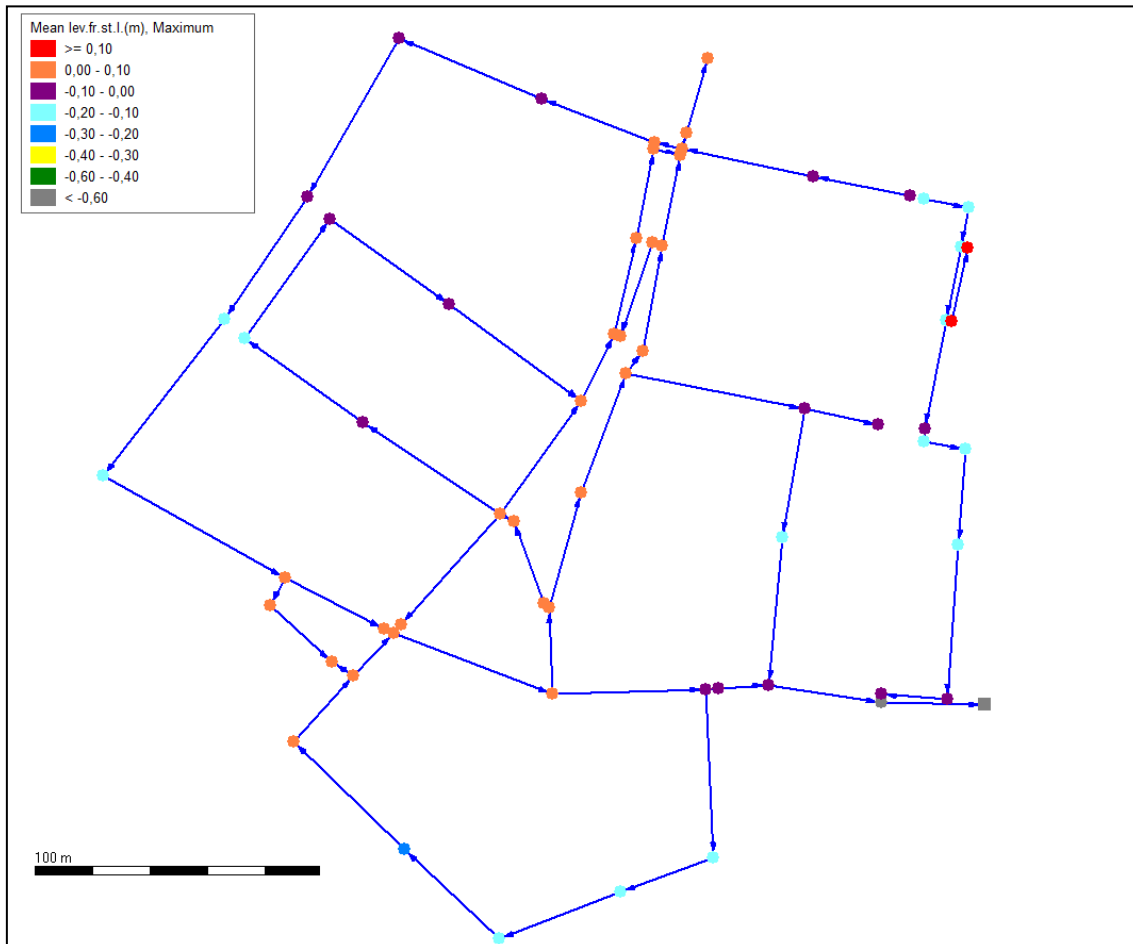 Mean lev.fr.st.l.(m), Maximum
>= 0,10
0,00 - 0,10
-0,10 - 0,00
-0,20 - -0,10
-0,30 - -0,20
-0,40 - -0,30
-0,60 - -0,40
< -0,60
100 m